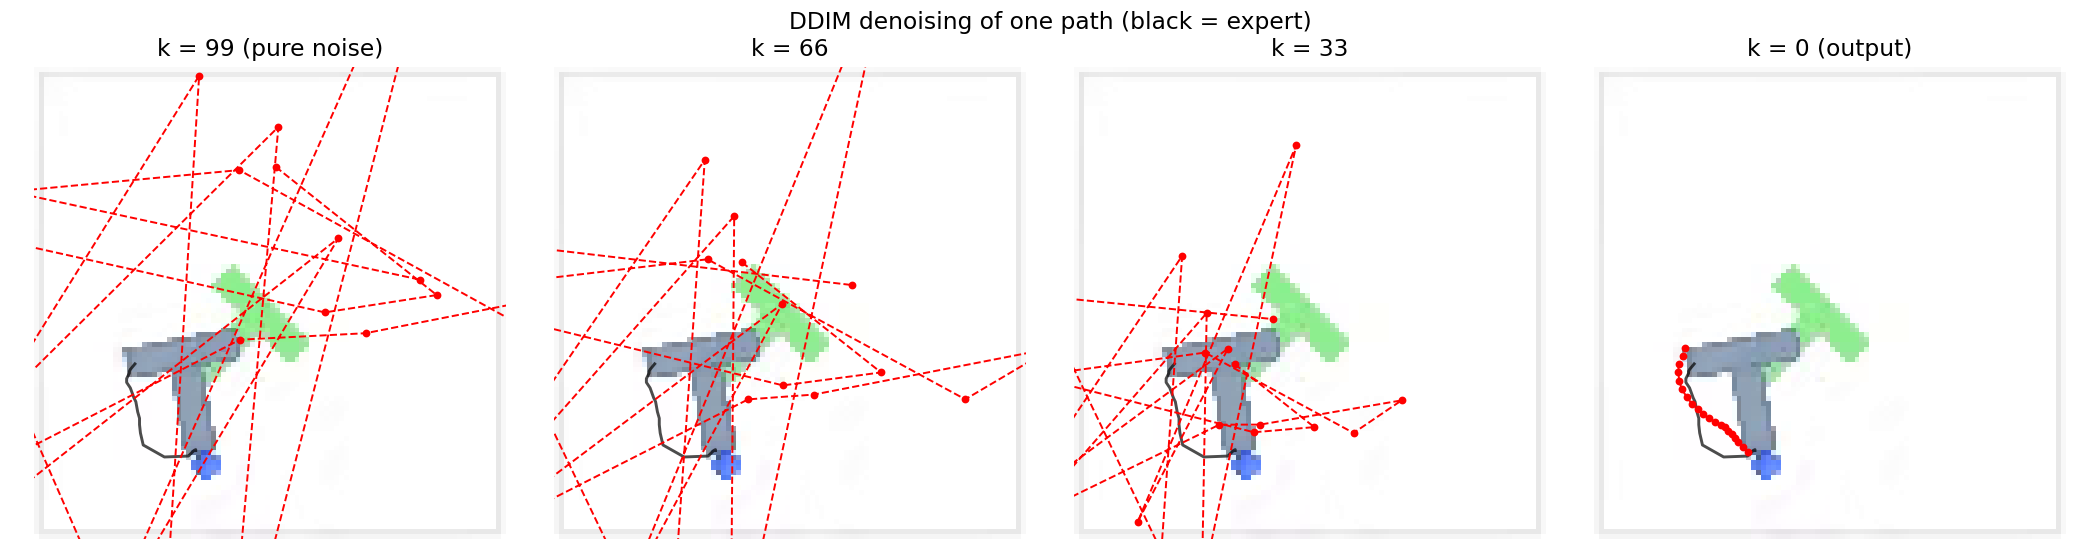 DDIM denoising of one path (black = expert)
k = 99 (pure noise)
k = 66
k = 33
k = 0 (output)